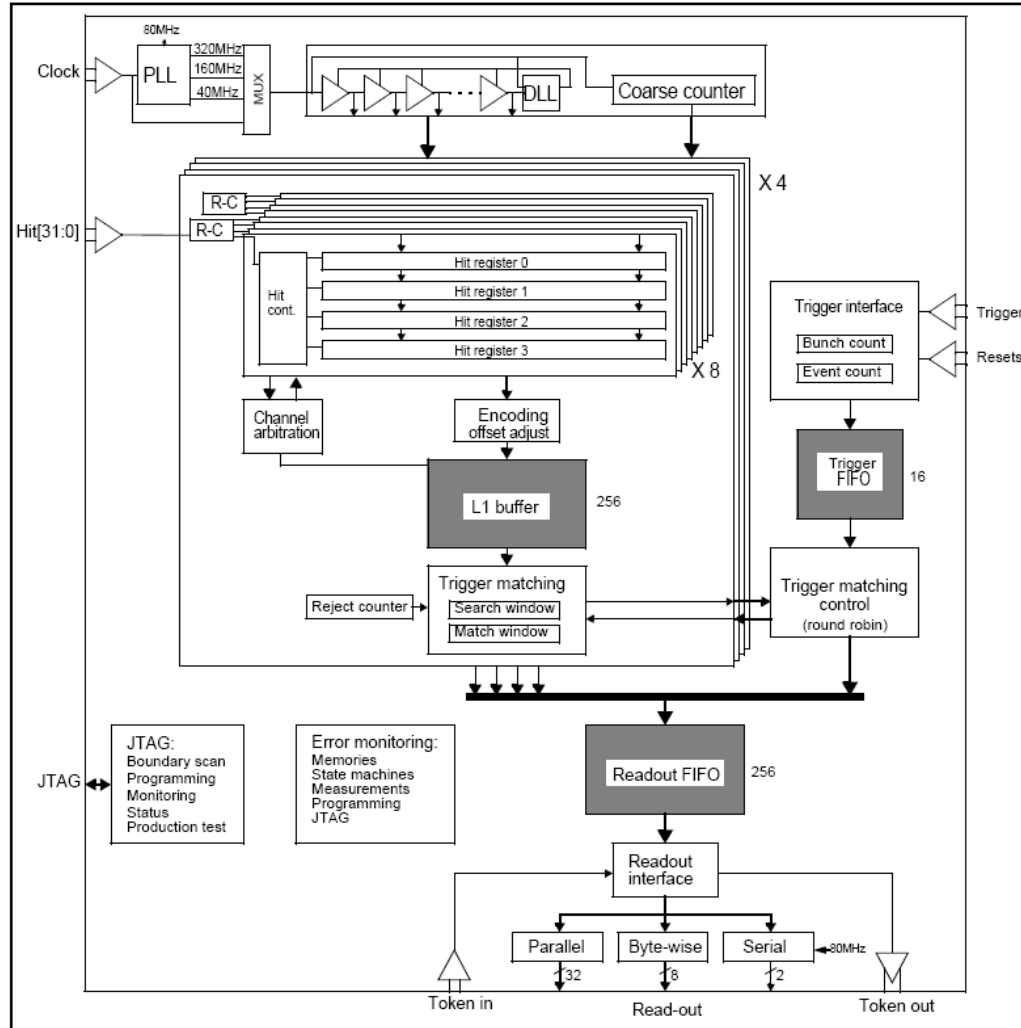 80MHz
320MHz
160MHz
40MHz
Clock
PLL
MUX
DLL
Coarse counter
X 4
R-C
R-C
Hit[31:0]
Hit register 0
Hit register 1
Hit register 2
Hit register 3
Hit
cont.
X 8
Trigger interface
Bunch count
Event count
Trigger
Resets
Channel
arbitration
Encoding
offset adjust
L1 buffer
256
Trigger
FIFO
16
Trigger matching
Search window
Match window
Reject counter
Trigger matching
control
(round robin)
JTAG
JTAG:
Boundary scan
Programming
Monitoring
Status
Production test
Error monitoring:
Memories
State machines
Measurements
Programming
JTAG
Readout FIFO
256
Readout
interface
Parallel
Byte-wise
Serial
80MHz
32
8
2
Token in
Read-out
Token out